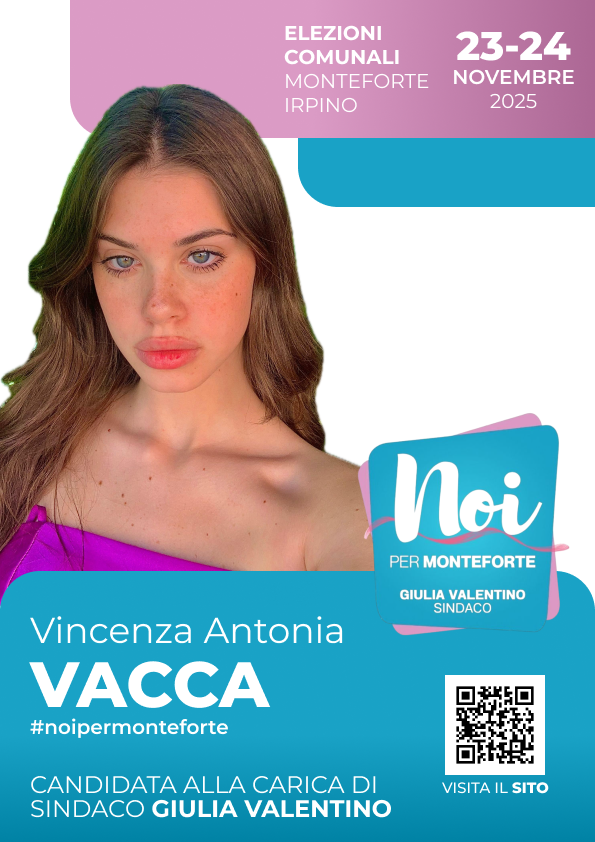 ELEZIONI
COMUNALI
MONTEFORTE
IRPINO
23-24
NOVEMBRE
2025
Noi
PER MONTEFORTE
GIULIA VALENTINO
SINDACO
Vincenza Antonia
VACCA
#noipermonteforte
CANDIDATA ALLA CARICA DI
SINDACO GIULIA VALENTINO
VISITA IL SITO